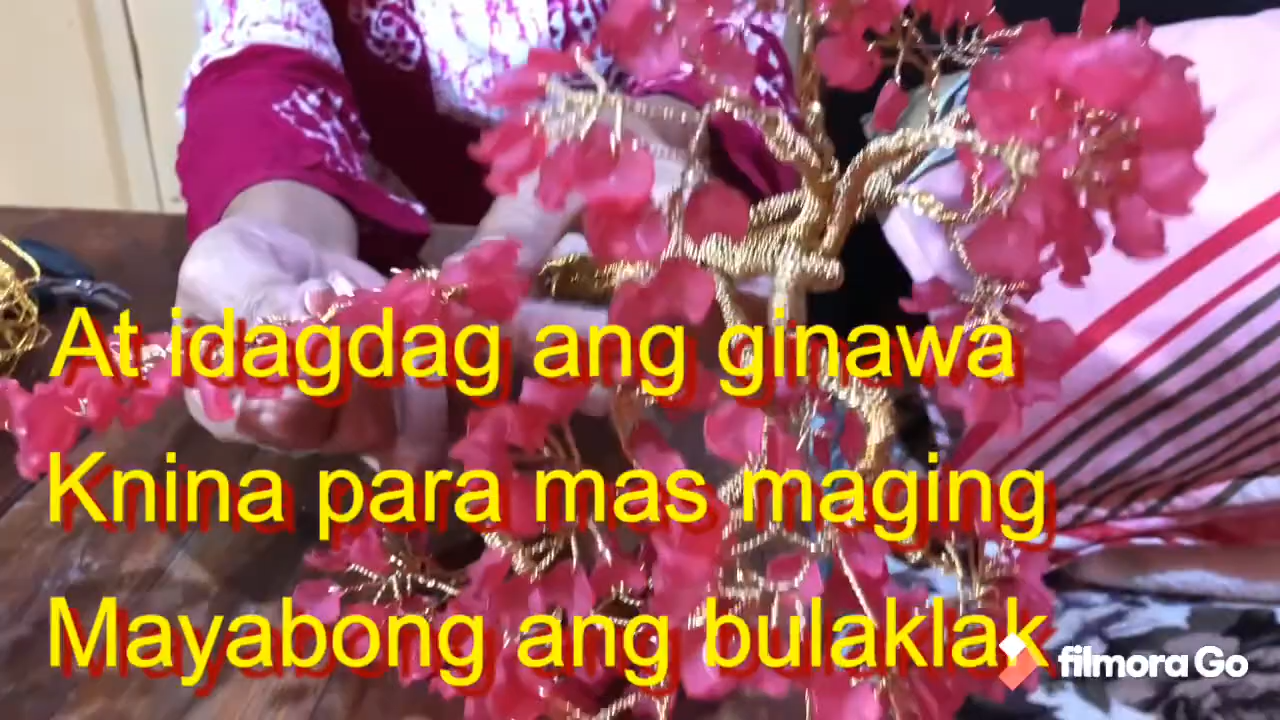 At idagdag ang ginawa
Knina para mas maging
Mayabong ang bulaklak
filmora Go